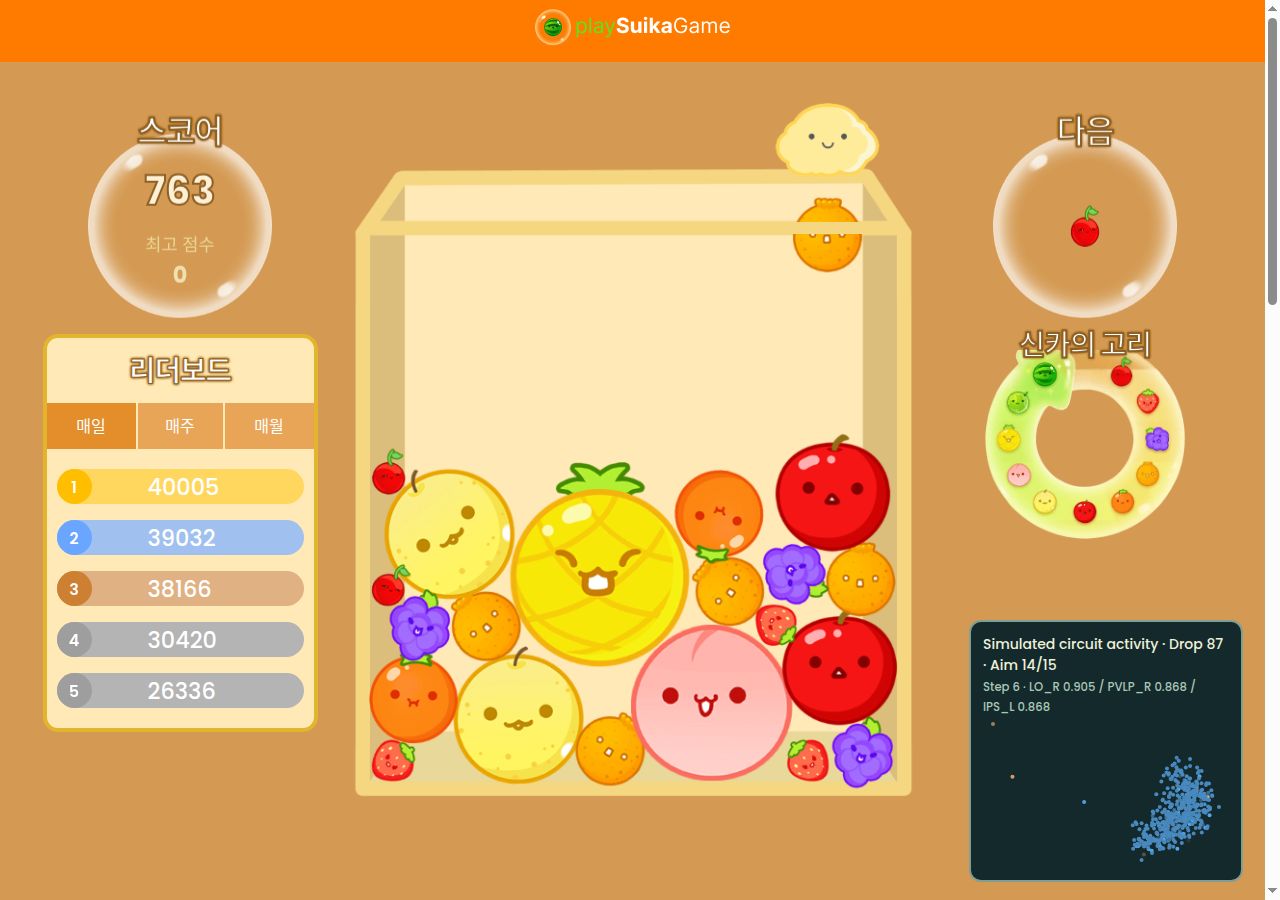 playSuikaGame
스코어
763
최고 점수
0
다음
신카의 고리
리더보드
매일 매주 매월
1 40005
2 39032
3 38166
4 30420
5 26336
Simulated circuit activity · Drop 87
· Aim 14/15
Step 6 · LO_R 0.905 / PVLP_R 0.868 /
IPS_L 0.868